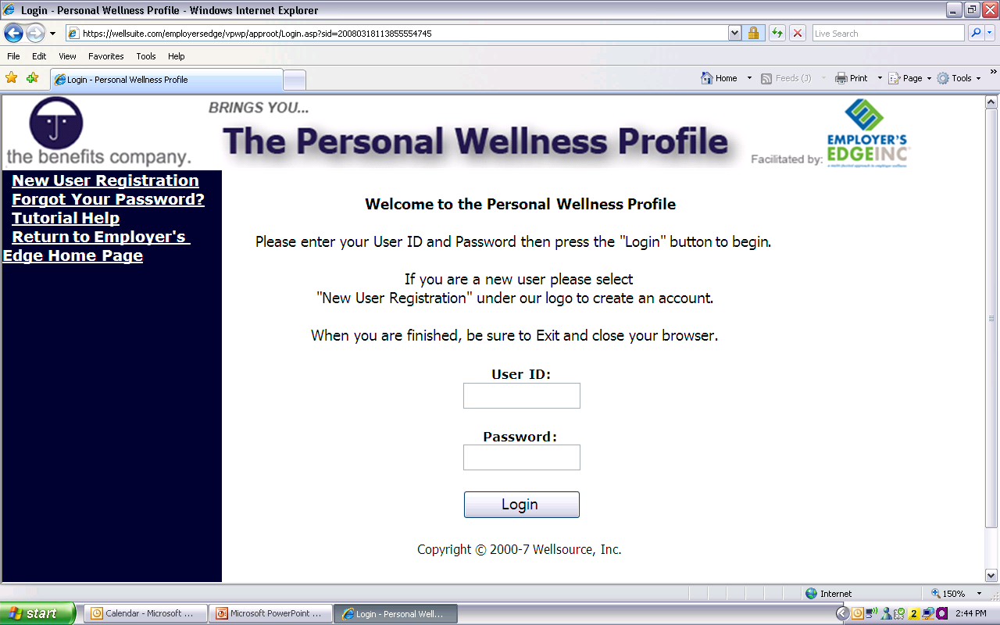 Login - Personal Wellness Profile - Windows Internet Explorer
https://wellsuite.com/employersedge/vpwp/approot/Login.asp?sid=20080318113855554745
Live Search
File Edit View Favorites Tools Help
Login - Personal Wellness Profile
Home Feeds (J) Print Page Tools
the benefits company.
BRINGS YOU...
The Personal Wellness Profile
Facilitated by:
EMPLOYER'S
EDGEINC
New User Registration
Forgot Your Password?
Tutorial Help
Return to Employer's
Edge Home Page
Welcome to the Personal Wellness Profile
Please enter your User ID and Password then press the "Login" button to begin.
If you are a new user please select
"New User Registration" under our logo to create an account.
When you are finished, be sure to Exit and close your browser.
User ID:
Password:
Login
Copyright © 2000-7 Wellsource, Inc.
Internet
150%
start
Calendar - Microsoft ...
Microsoft PowerPoint ...
Login - Personal Well...
2
2:44 PM